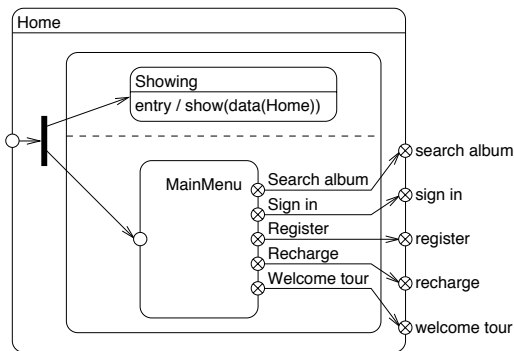 Home
Showing
entry / show(data(Home))
MainMenu
Search album
Sign in
Register
Recharge
Welcome tour
search album
sign in
register
recharge
welcome tour